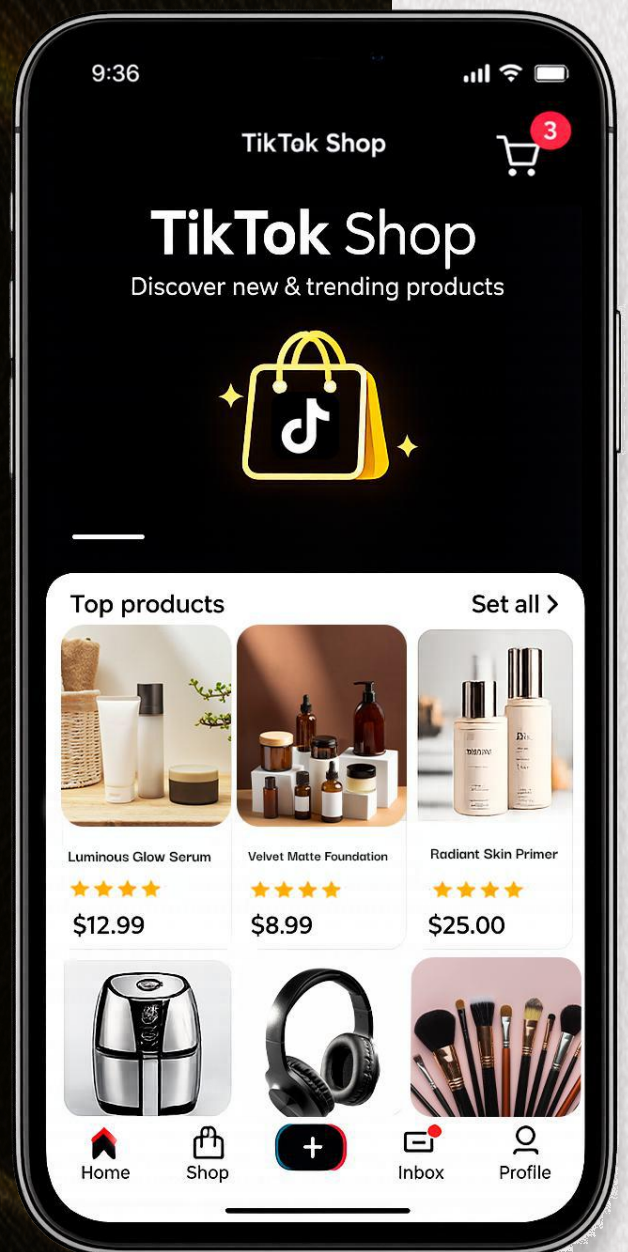 9:36
TikTok Shop
3
TikTok Shop
Discover new & trending products
Top products
Set all >
Luminous Glow Serum
Velvet Matte Foundation
Radiant Skin Primer
$12.99
$8.99
$25.00
+
Home
Shop
Inbox
Profile